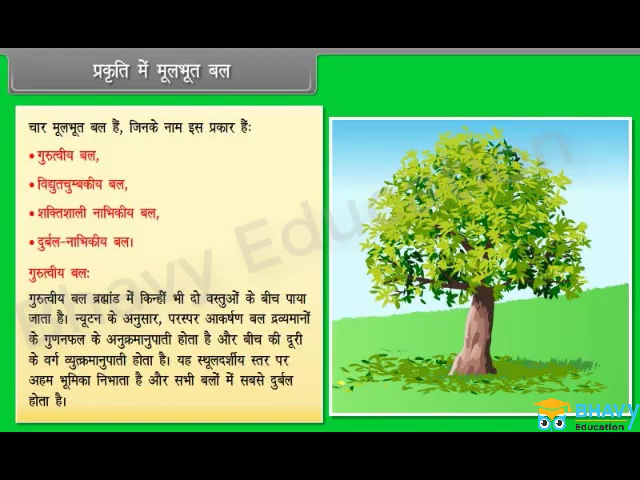 प्रकृति में मूलभूत बल
चार मूलभूत बल हैं, जिनके नाम इस प्रकार हैं:
• गुरुत्वीय बल,
• विद्युतचुम्बकीय बल,
• शक्तिशाली नाभिकीय बल,
• दुर्बल-नाभिकीय बल।
गुरुत्वीय बल:
गुरुत्वीय बल ब्रह्मांड में किन्हीं भी दो वस्तुओं के बीच पाया
जाता है। न्यूटन के अनुसार, परस्पर आकर्षण बल द्रव्यमानों
के गुणनफल के अनुक्रमानुपाती होता है और बीच की दूरी
के वर्ग व्युत्क्रमानुपाती होता है। यह स्थूलदर्शीय स्तर पर
अहम भूमिका निभाता है और सभी बलों में सबसे दुर्बल
होता है।
Bhavy Education
BHAVY
Education